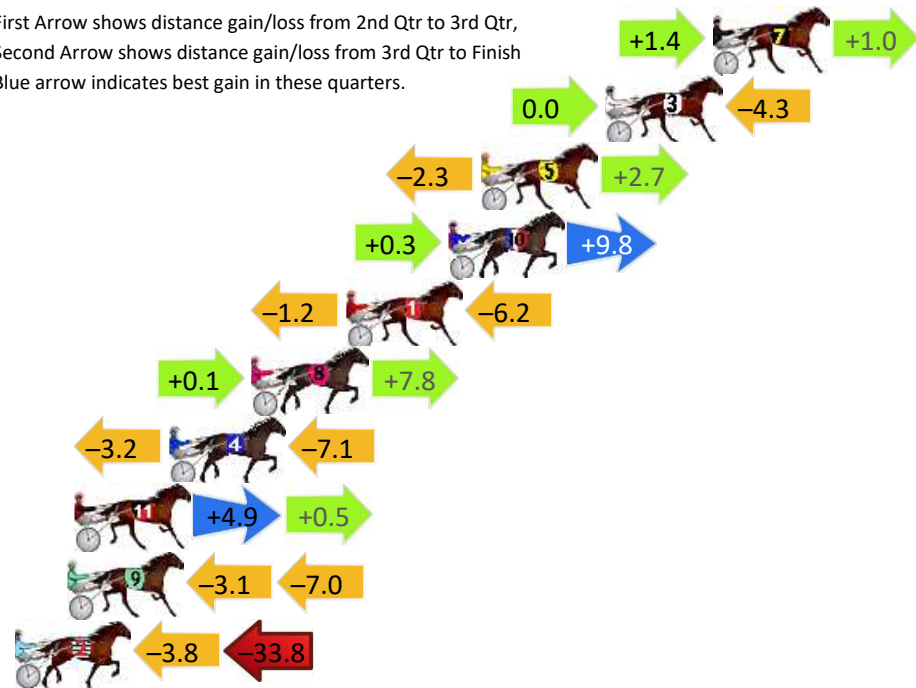 First Arrow shows distance gain/loss from 2nd Qtr to 3rd Qtr,
Second Arrow shows distance gain/loss from 3rd Qtr to Finish
Blue arrow indicates best gain in these quarters.
+1.4 7 +1.0
0.0 3 –4.3
–2.3 5 +2.7
+0.3 10 +9.8
–1.2 1 –6.2
+0.1 8 +7.8
–3.2 4 –7.1
11 +4.9 +0.5
9 –3.1 –7.0
2 –3.8 –33.8